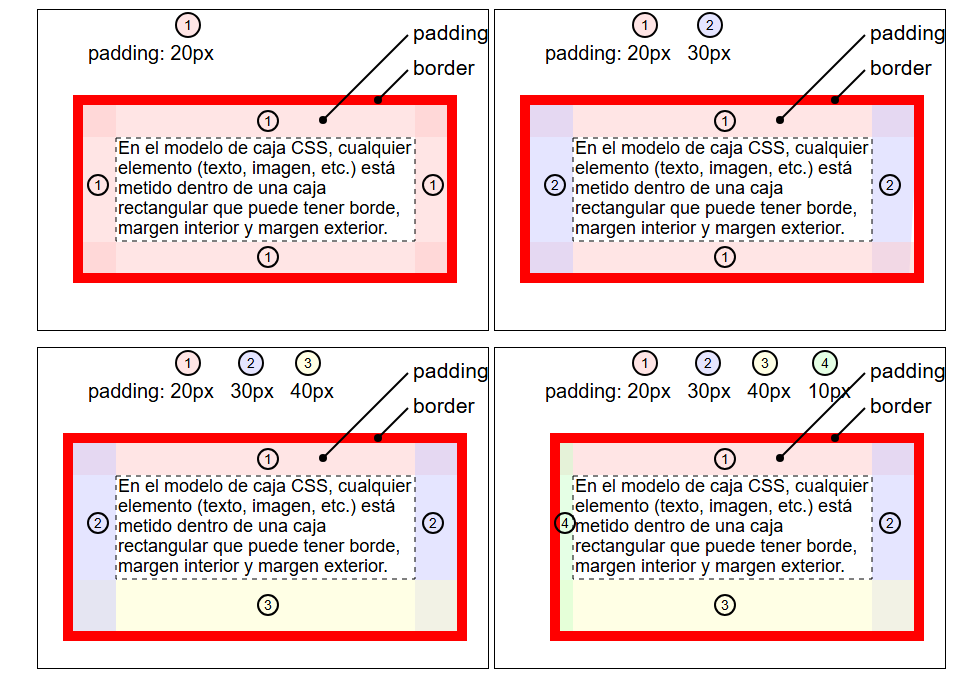 1
padding: 20px
padding
border
1
En el modelo de caja CSS, cualquier
elemento (texto, imagen, etc.) está
1 metido dentro de una caja 1
rectangular que puede tener borde,
margen interior y margen exterior.
1
1 2
padding: 20px 30px
padding
border
1
En el modelo de caja CSS, cualquier
elemento (texto, imagen, etc.) está
2 metido dentro de una caja 2
rectangular que puede tener borde,
margen interior y margen exterior.
1
1 2 3
padding: 20px 30px 40px
padding
border
1
En el modelo de caja CSS, cualquier
elemento (texto, imagen, etc.) está
2 metido dentro de una caja 2
rectangular que puede tener borde,
margen interior y margen exterior.
3
1 2 3 4
padding: 20px 30px 40px 10px
padding
border
1
En el modelo de caja CSS, cualquier
elemento (texto, imagen, etc.) está
4 metido dentro de una caja 2
rectangular que puede tener borde,
margen interior y margen exterior.
3